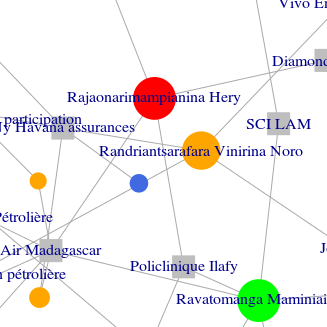 Vivo En
Diamond
Rajaonarimampianina Hery
participation
Ny Havana assurances
SCI LAM
Randriantsarafara Vinirina Noro
Pétrolière
Air Madagascar
Policlinique Ilafy
n pétrolière
Ravatomanga Maminiai